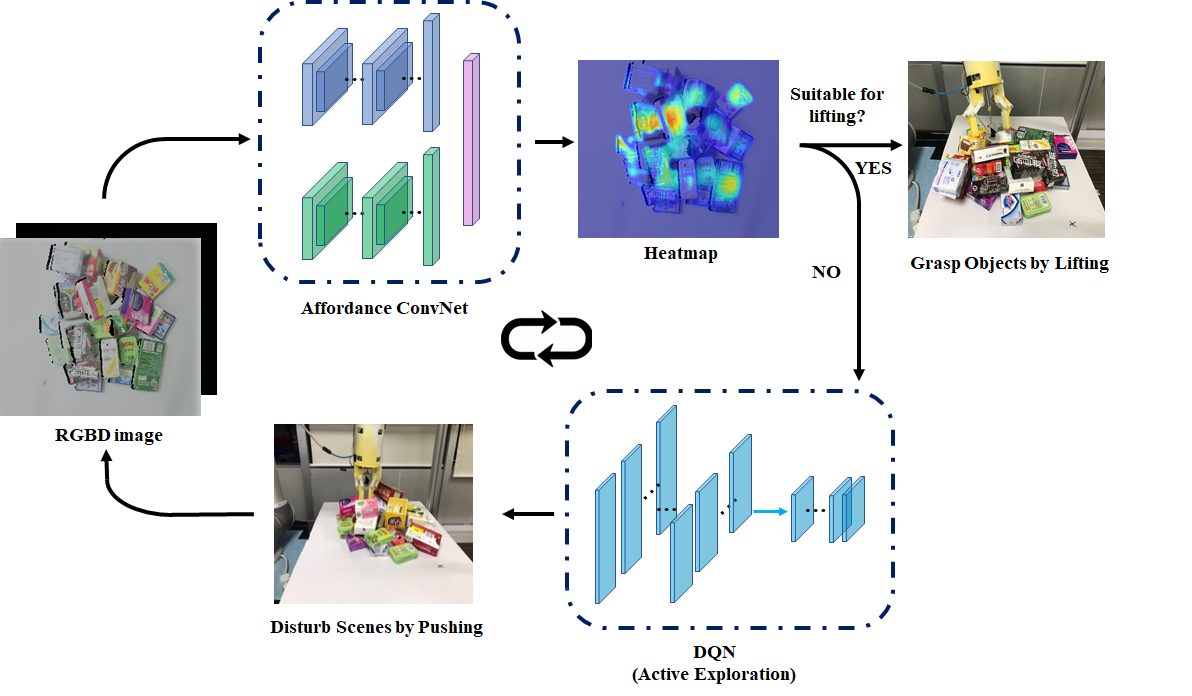 Suitable for
lifting?
YES
Heatmap
Grasp Objects by Lifting
NO
Affordance ConvNet
RGBD image
Disturb Scenes by Pushing
DQN
(Active Exploration)